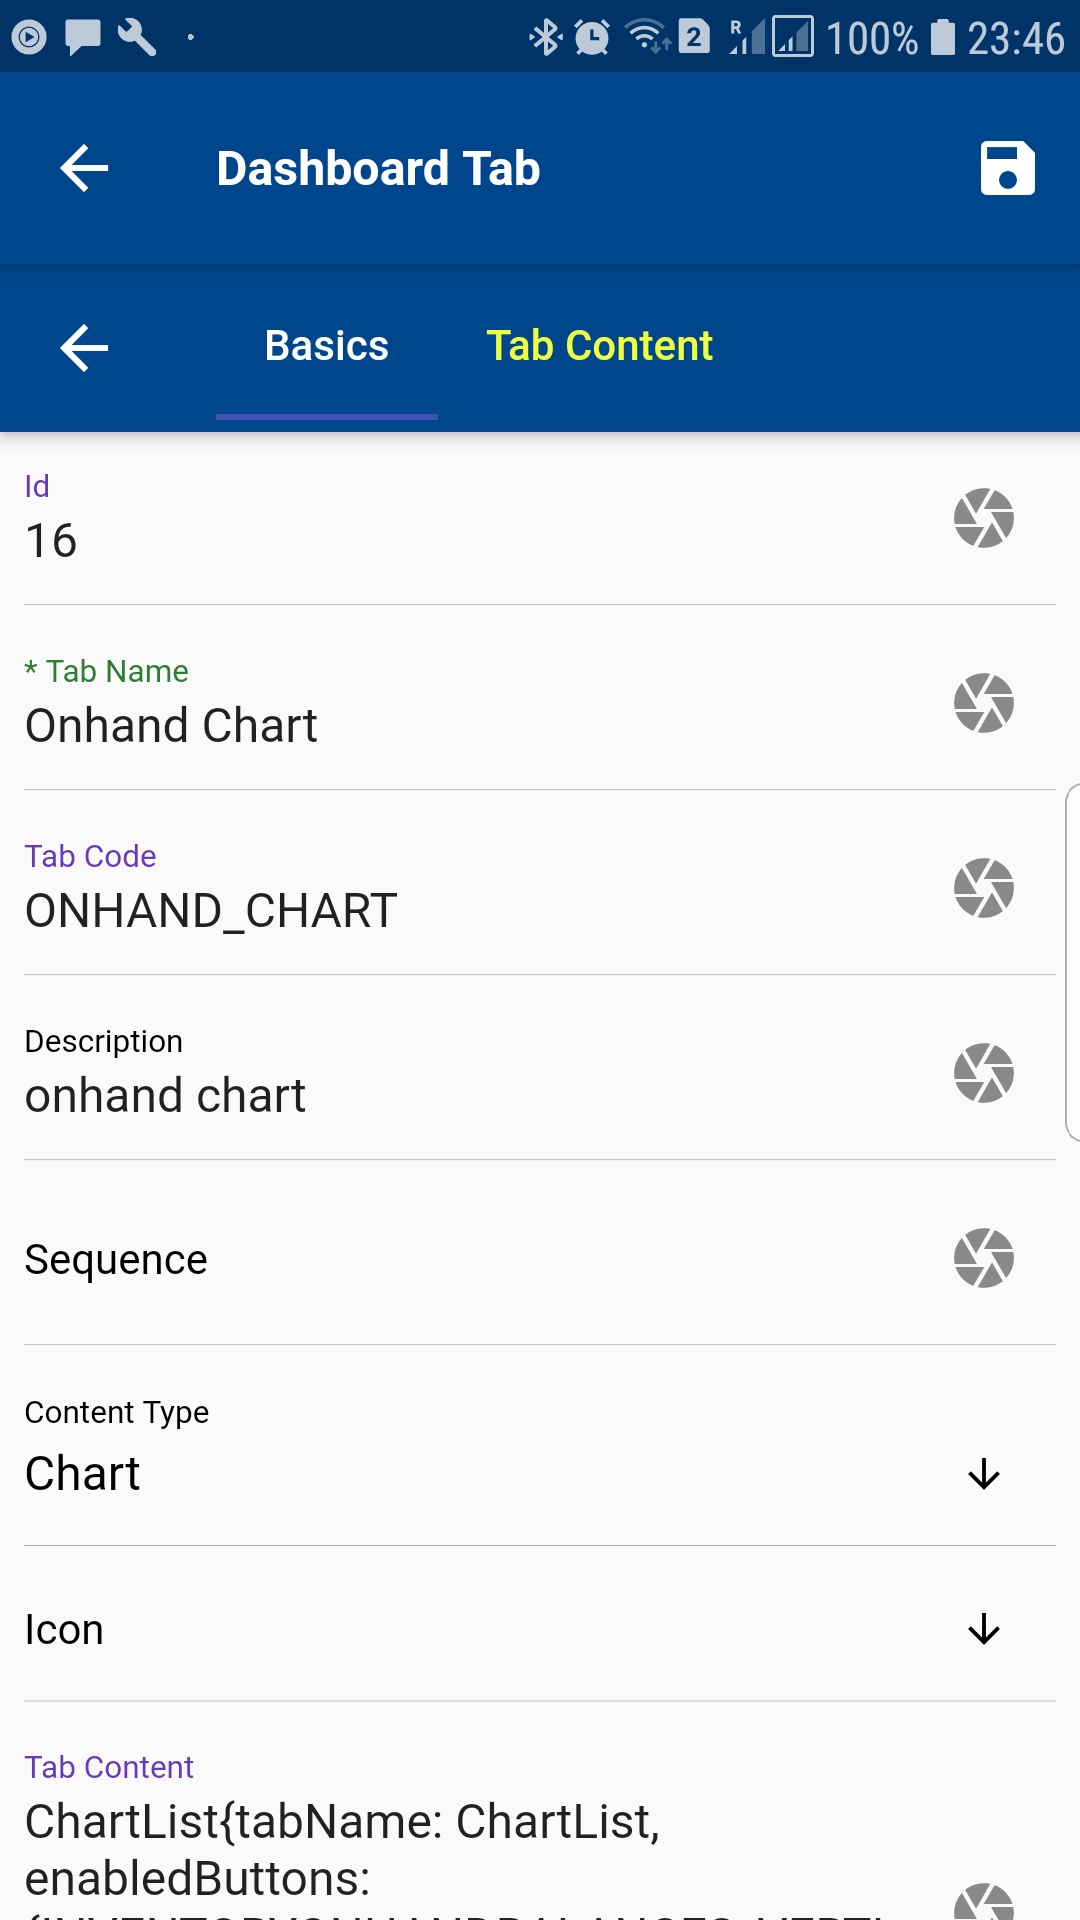 2 R 100% 23:46
Dashboard Tab
Basics Tab Content
Id
16
* Tab Name
Onhand Chart
Tab Code
ONHAND_CHART
Description
onhand chart
Sequence
Content Type
Chart
Icon
Tab Content
ChartList{tabName: ChartList,
enabledButtons: